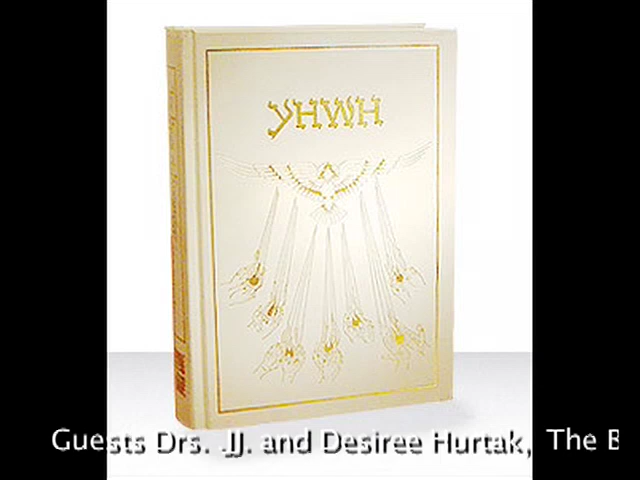 YHWH
Guests Drs. .JJ. and Desiree Hurtak, The B